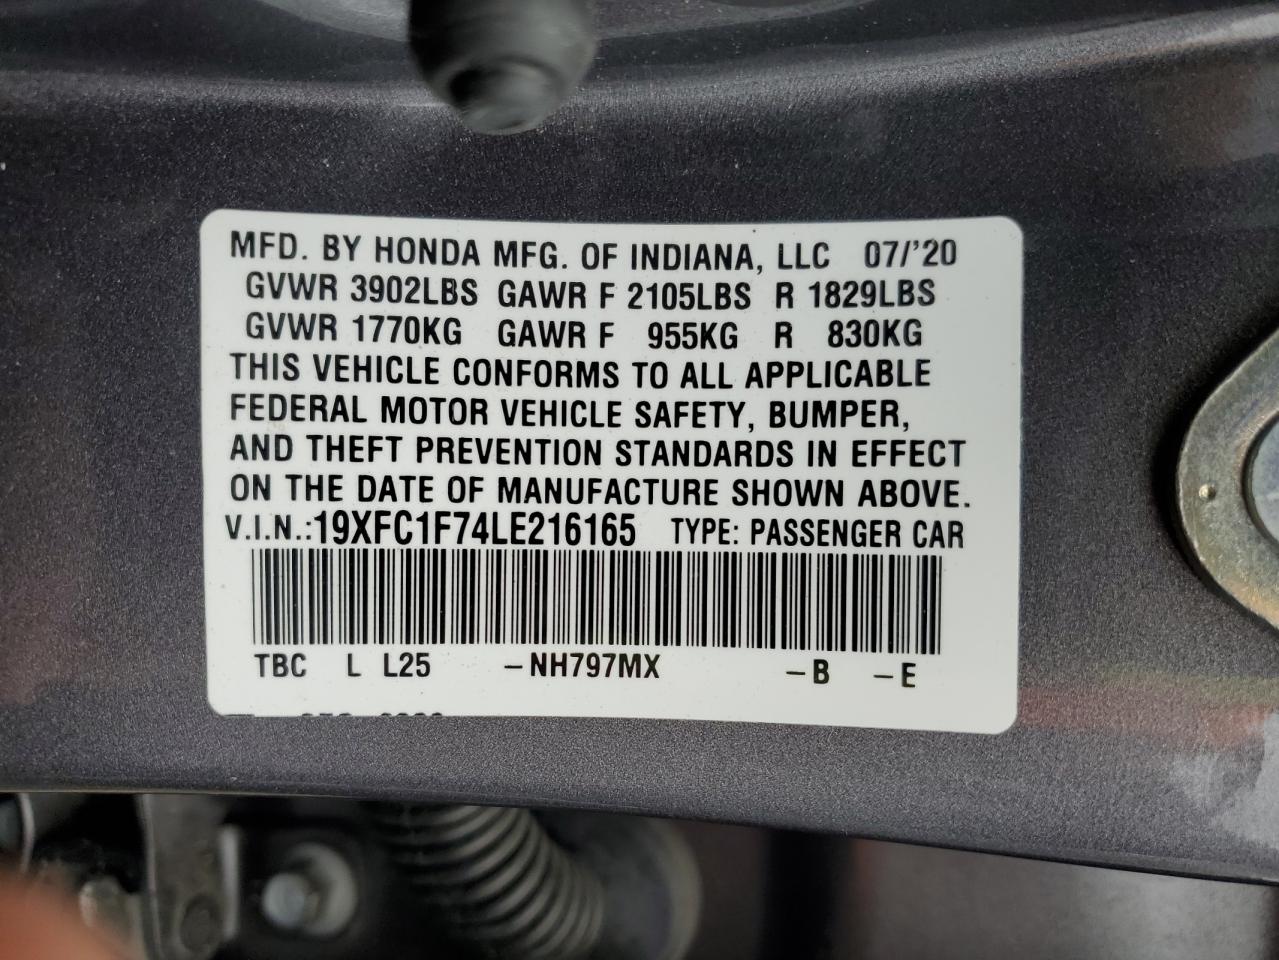 MFD. BY HONDA MFG. OF INDIANA, LLC 07/'20
GVWR 3902LBS GAWR F 2105LBS R 1829LBS
GVWR 1770KG GAWR F 955KG R 830KG
THIS VEHICLE CONFORMS TO ALL APPLICABLE
FEDERAL MOTOR VEHICLE SAFETY, BUMPER,
AND THEFT PREVENTION STANDARDS IN EFFECT
ON THE DATE OF MANUFACTURE SHOWN ABOVE.
V.I.N.:19XFC1F74LE216165 TYPE: PASSENGER CAR
TBC L L25 -NH797MX -B -E